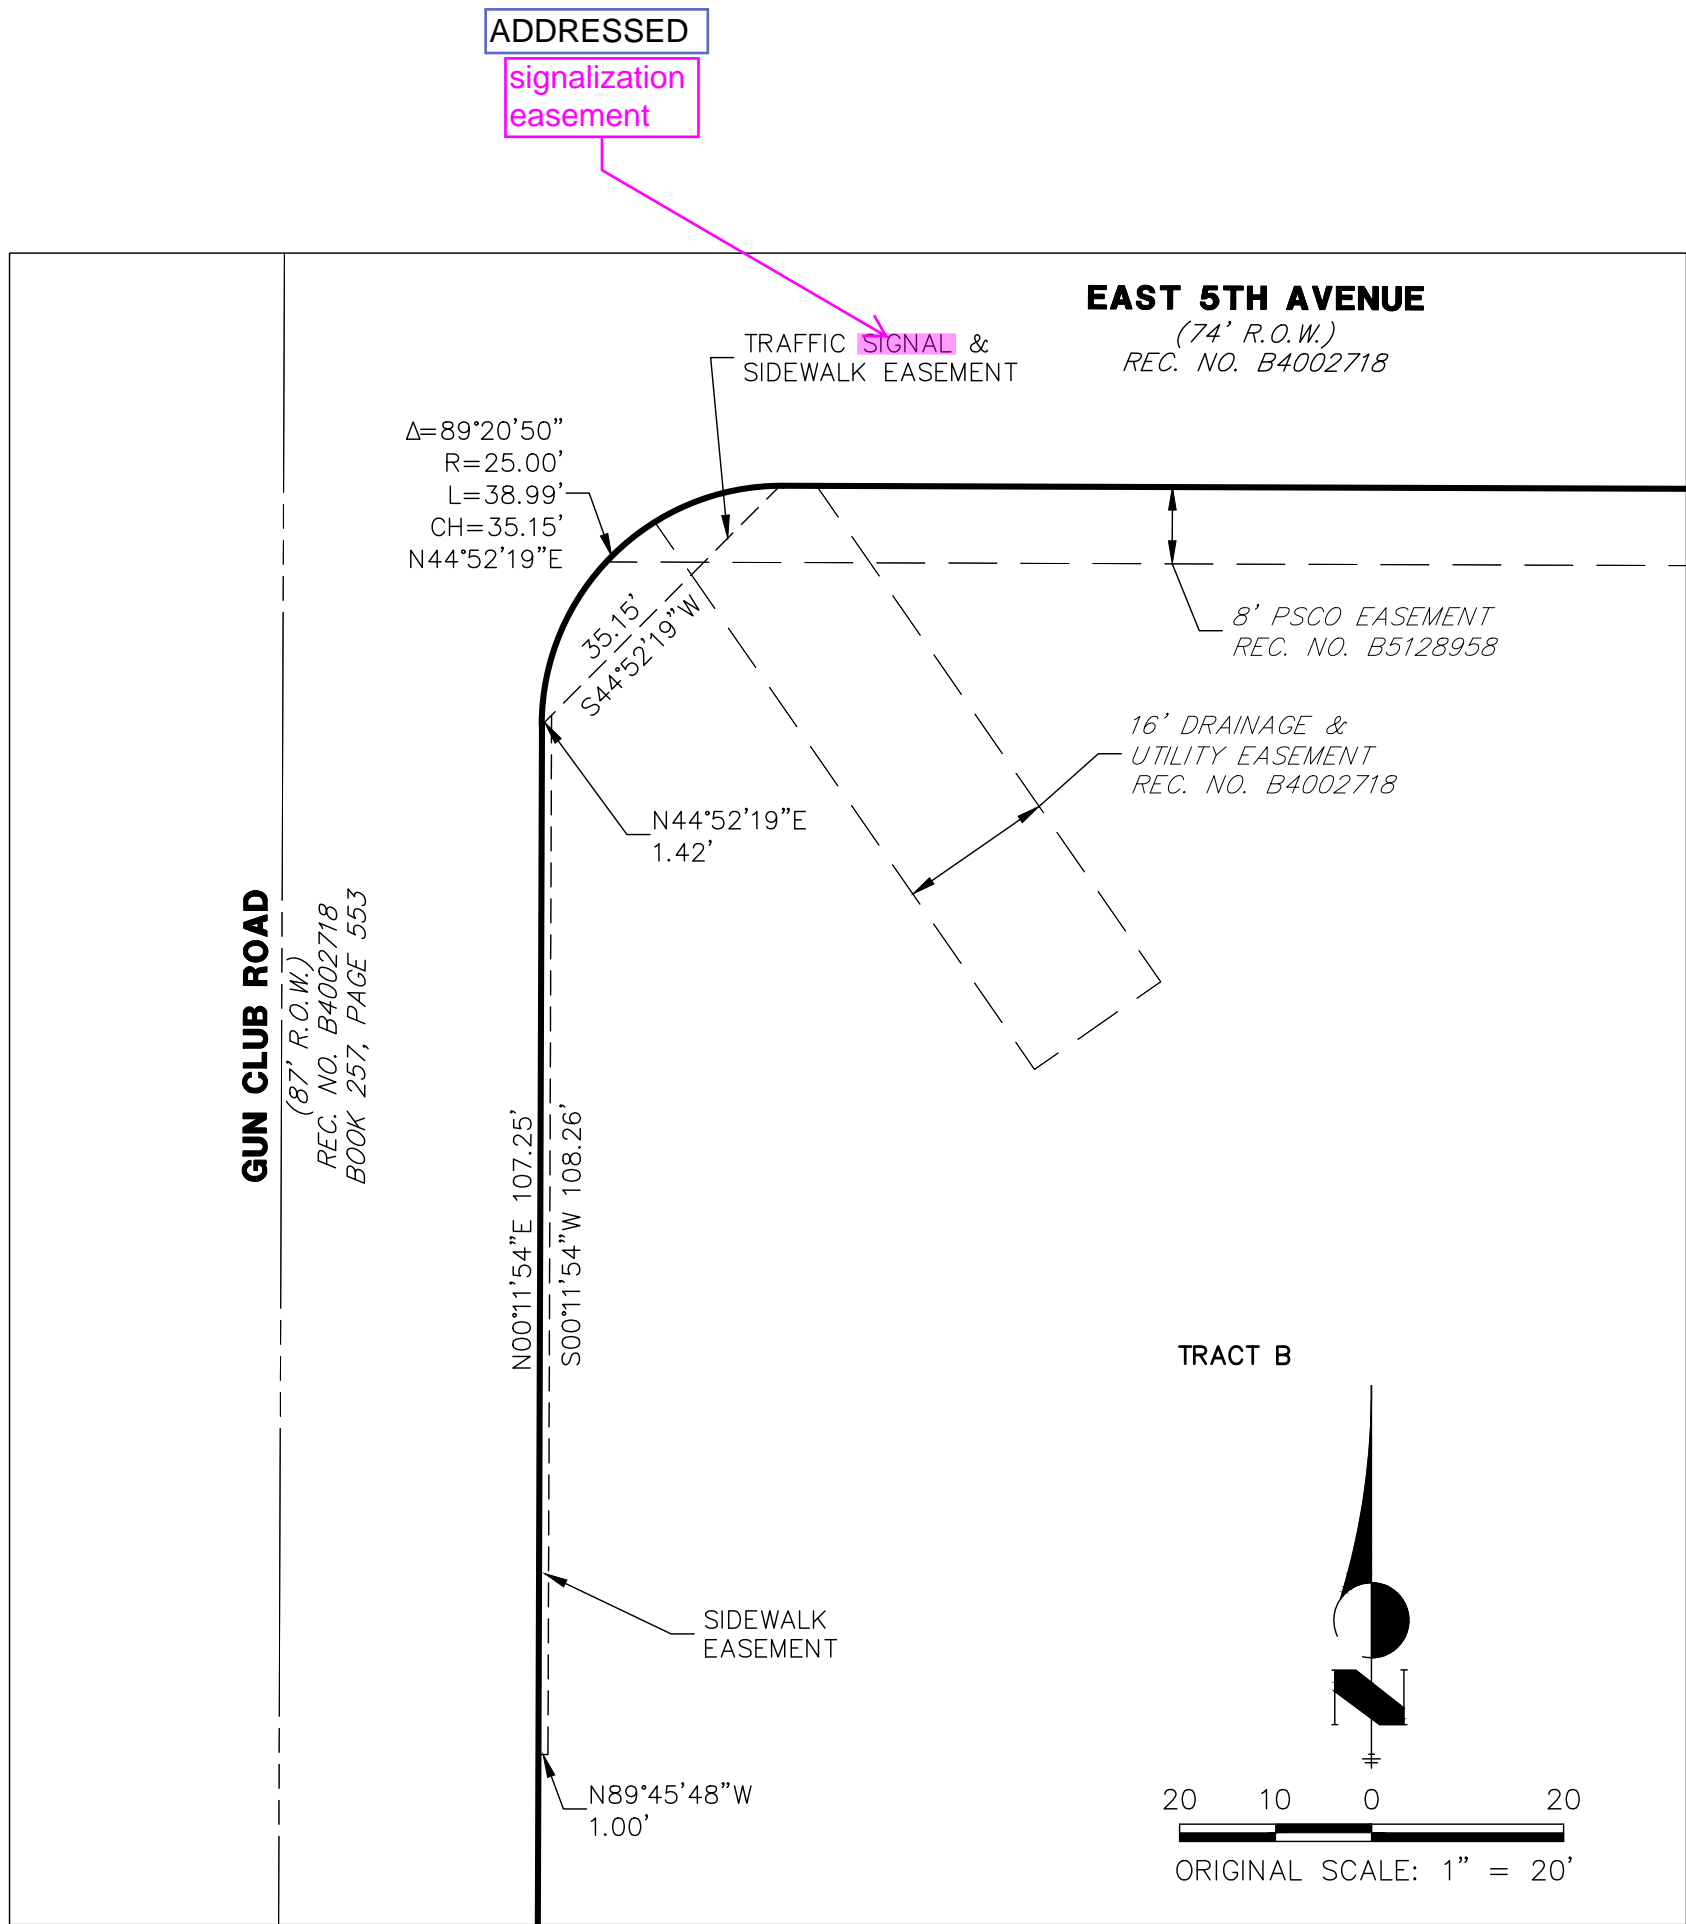 ADDRESSED
signalization
easement
EAST 5TH AVENUE
(74' R.O.W.)
REC. NO. B4002718
TRAFFIC SIGNAL &
SIDEWALK EASEMENT
Δ=89°20'50"
R=25.00'
L=38.99'
CH=35.15'
N44°52'19"E
35.15'
S44°52'19"W
8' PSCO EASEMENT
REC. NO. B5128958
16' DRAINAGE &
UTILITY EASEMENT
REC. NO. B4002718
N44°52'19"E
1.42'
GUN CLUB ROAD
(87' R.O.W.)
REC. NO. B4002718
BOOK 257, PAGE 553
N00°11'54"E 107.25'
S00°11'54"W 108.26'
TRACT B
SIDEWALK
EASEMENT
N
N89°45'48"W
1.00'
20 10 0 20
ORIGINAL SCALE: 1" = 20'